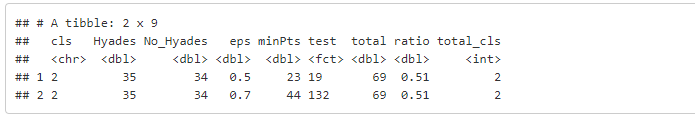 ## # A tibble: 2 x 9
##   cls   Hyades No_Hyades   eps minPts test  total ratio total_cls
##   <chr>  <dbl>     <dbl> <dbl>  <dbl> <fct> <dbl> <dbl>     <int>
## 1 2         35        34   0.5     23 19       69  0.51         2
## 2 2         35        34   0.7     44 132      69  0.51         2